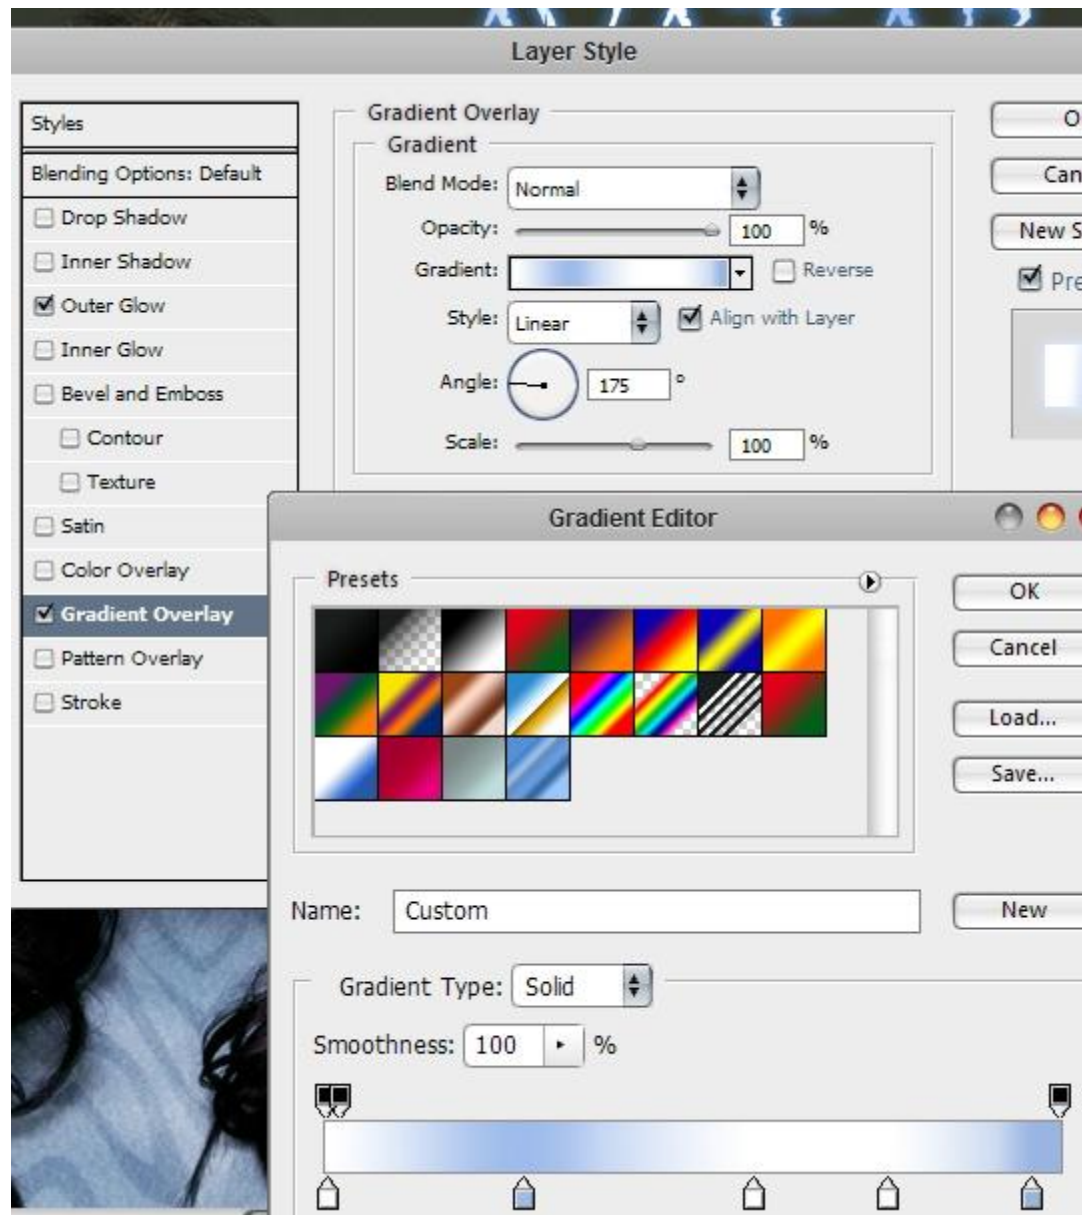 Layer Style
Styles
Blending Options: Default
Drop Shadow
Inner Shadow
Outer Glow
Inner Glow
Bevel and Emboss
Contour
Texture
Satin
Color Overlay
Gradient Overlay
Pattern Overlay
Stroke
Gradient Overlay
Gradient
Blend Mode: Normal
Opacity: 100 %
Gradient: Reverse
Style: Linear Align with Layer
Angle: 175 °
Scale: 100 %
O
Can
New S
Pre
Gradient Editor
Presets
OK
Cancel
Load...
Save...
Name: Custom
New
Gradient Type: Solid
Smoothness: 100 %